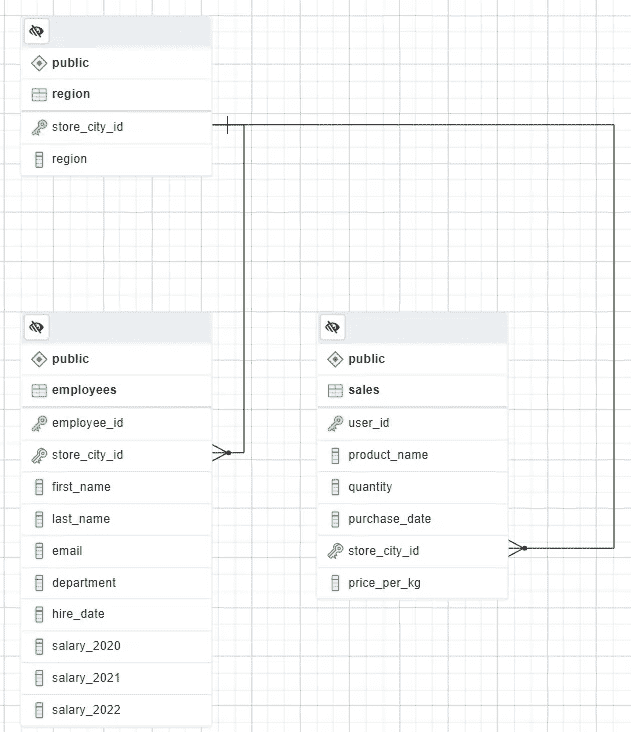 public
region
store_city_id
region
public
employees
employee_id
store_city_id
first_name
last_name
email
department
hire_date
salary_2020
salary_2021
salary_2022
public
sales
user_id
product_name
quantity
purchase_date
store_city_id
price_per_kg